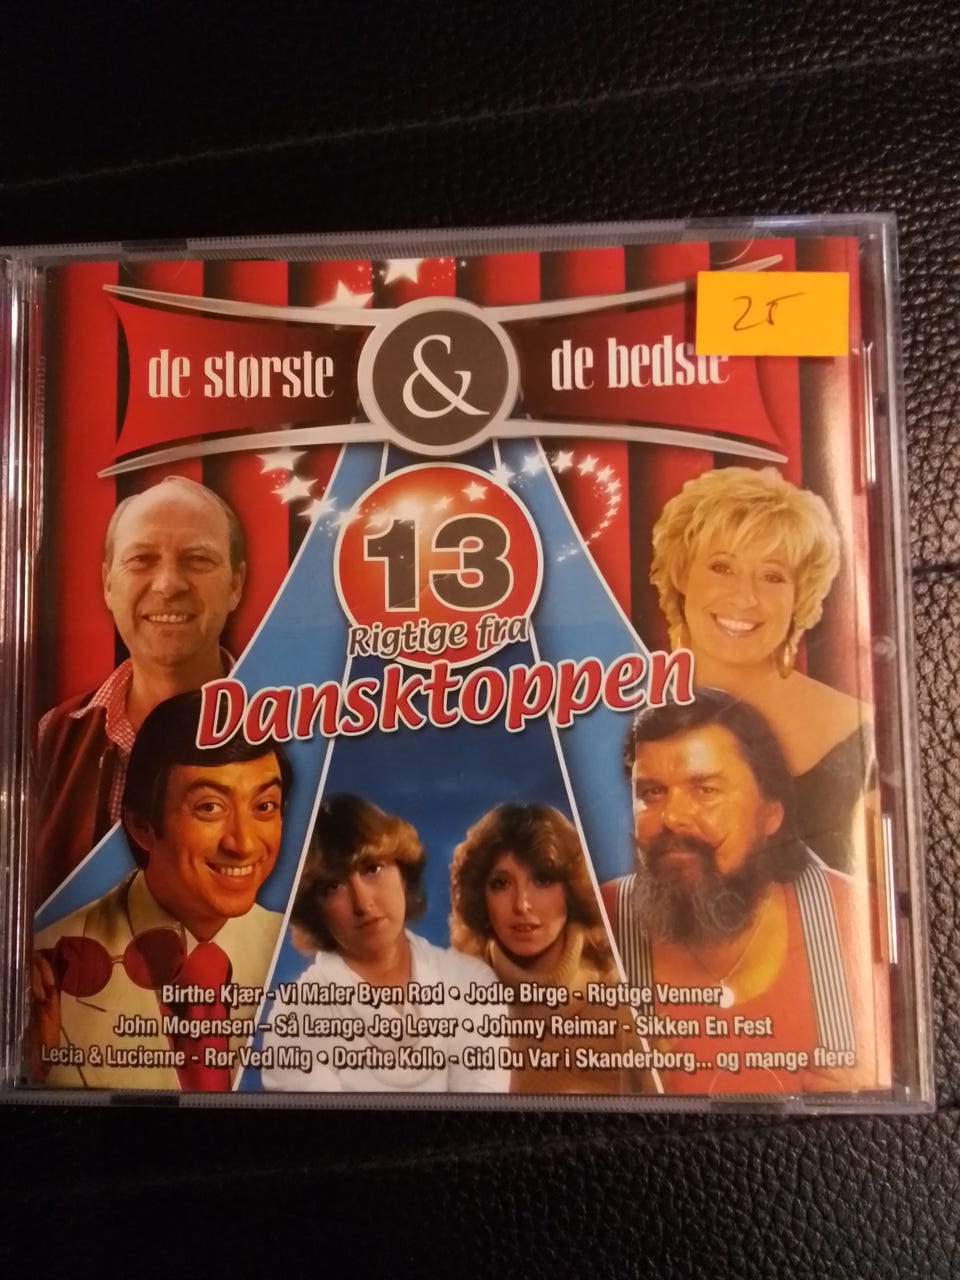 25
de største & de bedste
13
Rigtige fra
Dansktoppen
Birthe Kjær - Vi Maler Byen Rød • Jodle Birge - Rigtige Venner
John Mogensen – Så Længe Jeg Lever • Johnny Reimar - Sikken En Fest
Lecia & Lucienne - Rør Ved Mig • Dorthe Kollo - Gid Du Var i Skanderborg... og mange flere